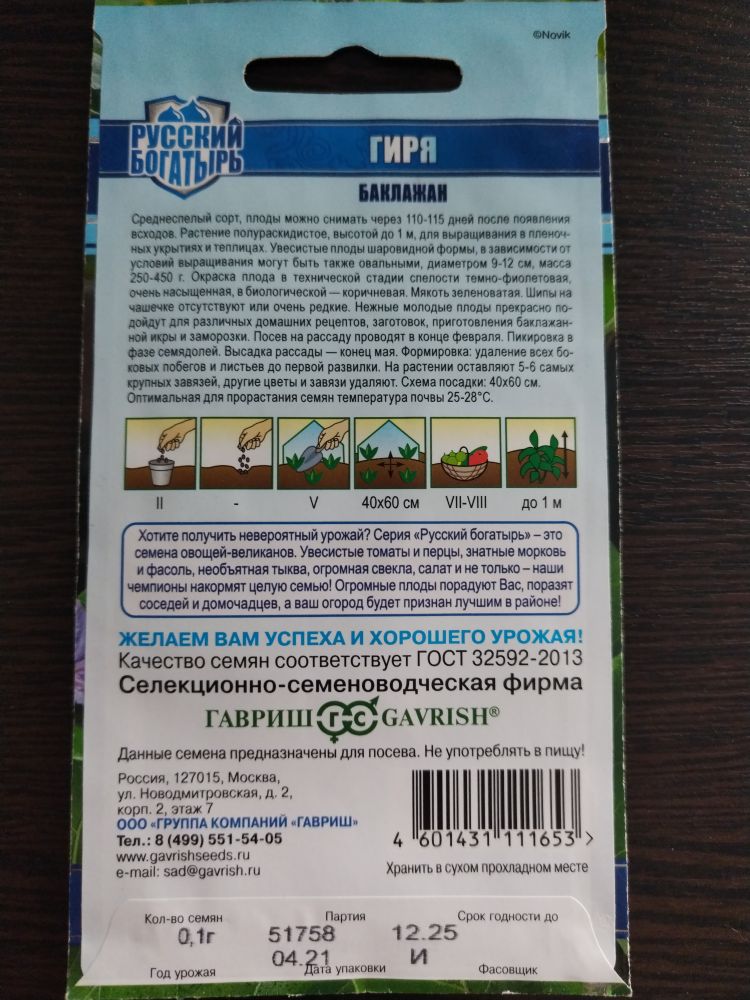 ©Novik
РУССКИЙ
БОГАТЫРЬ
ГИРЯ
БАКЛАЖАН
Среднеспелый сорт, плоды можно снимать через 110-115 дней после появления
всходов. Растение полураскидистое, высотой до 1 м, для выращивания в пленоч-
ных укрытиях и теплицах. Увесистые плоды шаровидной формы, в зависимости от
условий выращивания могут быть также овальными, диаметром 9-12 см, масса
250-450 г. Окраска плода в технической стадии спелости темно-фиолетовая,
очень насыщенная, в биологической — коричневая. Мякоть зеленоватая. Шипы на
чашечке отсутствуют или очень редкие. Нежные молодые плоды прекрасно по-
дойдут для различных домашних рецептов, заготовок, приготовления баклажан-
ной икры и заморозки. Посев на рассаду проводят в конце февраля. Пикировка в
фазе семядолей. Высадка рассады — конец мая. Формировка: удаление всех бо-
ковых побегов и листьев до первой развилки. На растении оставляют 5-6 самых
крупных завязей, другие цветы и завязи удаляют. Схема посадки: 40х60 см.
Оптимальная для прорастания семян температура почвы 25-28°С.
II - V 40х60 см VII-VIII до 1 м
Хотите получить невероятный урожай? Серия «Русский богатырь» – это
семена овощей-великанов. Увесистые томаты и перцы, знатные морковь
и фасоль, необъятная тыква, огромная свекла, салат и не только – наши
чемпионы накормят целую семью! Огромные плоды порадуют Вас, поразят
соседей и домочадцев, а ваш огород будет признан лучшим в районе!
ЖЕЛАЕМ ВАМ УСПЕХА И ХОРОШЕГО УРОЖАЯ!
Качество семян соответствует ГОСТ 32592-2013
Селекционно-семеноводческая фирма
ГАВРИШ ГС GAVRISH®
Данные семена предназначены для посева. Не употреблять в пищу!
Россия, 127015, Москва,
ул. Новодмитровская, д. 2,
корп. 2, этаж 7
ООО «ГРУППА КОМПАНИЙ «ГАВРИШ»
Тел.: 8 (499) 551-54-05
www.gavrishseeds.ru
e-mail: sad@gavrish.ru
4 601431 111653 >
Хранить в сухом прохладном месте
Кол-во семян Партия Срок годности до
0,1г 51758 12.25
04.21 И
Год урожая Дата упаковки Фасовщик